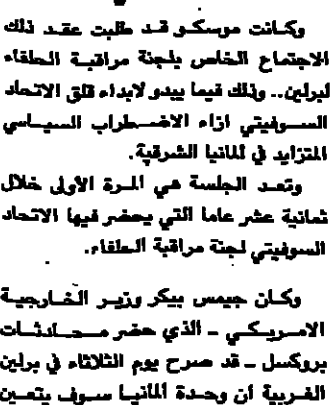 وكانت موسكو قد طلبت عقد ذلك
الاجتماع الخاص بلجنة مراقبة الحلفاء
لبرلين.. وذلك فيما يبدو لابداء قلق الاتحاد
السوفيتي ازاء الاضطراب السياسي
المتزايد في المانيا الشرقية.
وتعد الجلسة هي المرة الأولى خلال
ثمانية عشر عاما التي يحضر فيها الاتحاد
السوفيتي لجنة مراقبة الحلفاء.
وكان جيمس بيكر وزير الخارجية
الامريكي - الذي حضر محادثات
بروكسل - قد صرح يوم الثلاثاء في برلين
الغربية أن وحدة المانيا سوف يتعين